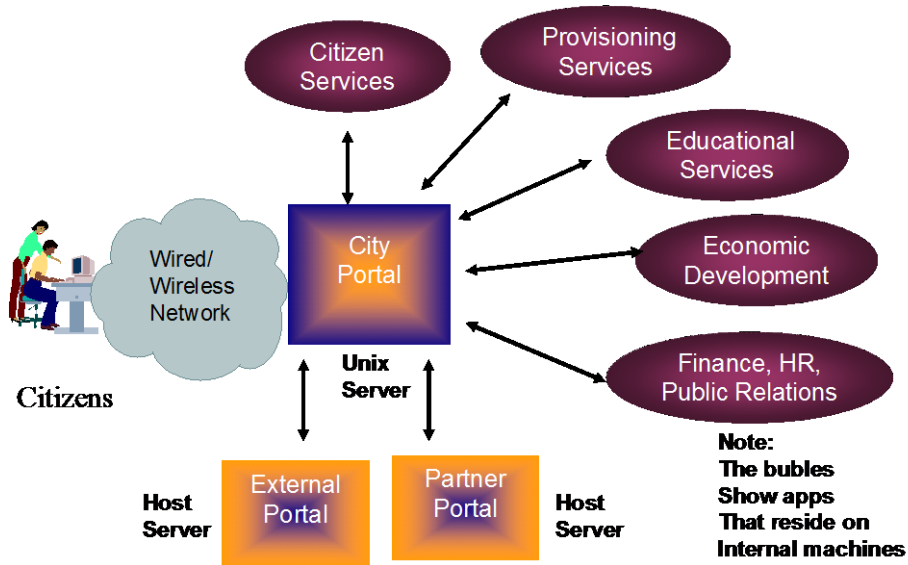 Citizen
Services
Provisioning
Services
Educational
Services
Economic
Development
Finance, HR,
Public Relations
City
Portal
Wired/
Wireless
Network
Citizens
Unix
Server
External
Portal
Partner
Portal
Host
Server
Host
Server
Note:
The bubles
Show apps
That reside on
Internal machines